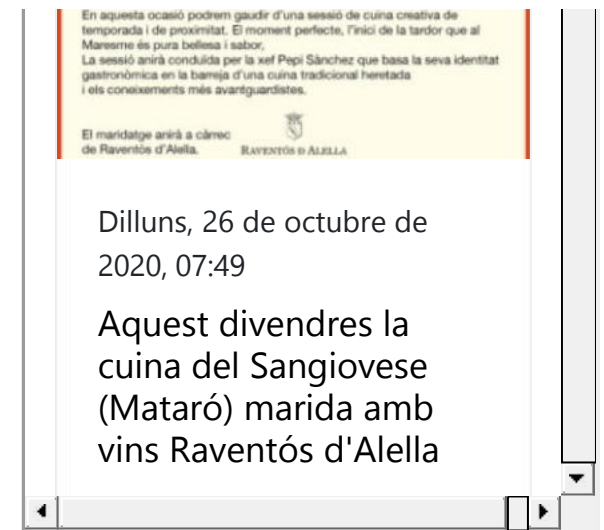 En aquesta ocasió podrem gaudir d'una sessió de cuina creativa de
temporada i de proximitat. El moment perfecte, l'inici de la tardor que al
Maresme és pura bellesa i sabor,
La sessió anirà conduïda per la xef Pepi Sànchez que basa la seva identitat
gastronòmica en la barreja d'una cuina tradicional heretada
i els coneixements més avantguardistes.
El maridatge anirà a càrrec
de Raventós d'Alella.
RAVENTÓS D ALELLA
Dilluns, 26 de octubre de
2020, 07:49
Aquest divendres la
cuina del Sangiovese
(Mataró) marida amb
vins Raventós d'Alella